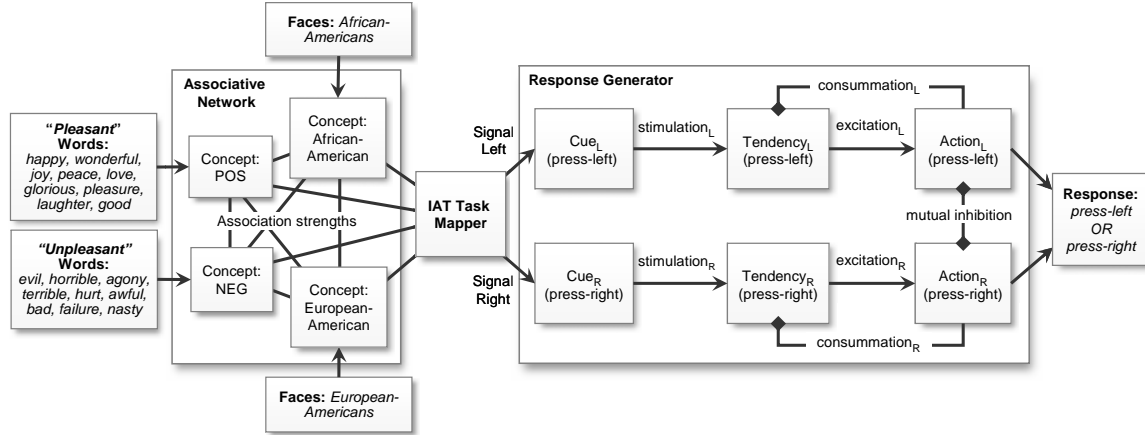 Faces: African-
Americans
Associative
Network
Response Generator
"Pleasant"
Words:
happy, wonderful,
joy, peace, love,
glorious, pleasure,
laughter, good
Concept:
POS
Concept:
African-
American
Association strengths
"Unpleasant"
Words:
evil, horrible, agony,
terrible, hurt, awful,
bad, failure, nasty
Concept:
NEG
Concept:
European-
American
Faces: European-
Americans
IAT Task
Mapper
Signal
Left
Signal
Right
CueL
(press-left)
stimulationL
TendencyL
(press-left)
excitationL
ActionL
(press-left)
consummationL
mutual inhibition
CueR
(press-right)
stimulationR
TendencyR
(press-right)
excitationR
ActionR
(press-right)
consummationR
Response:
press-left
OR
press-right